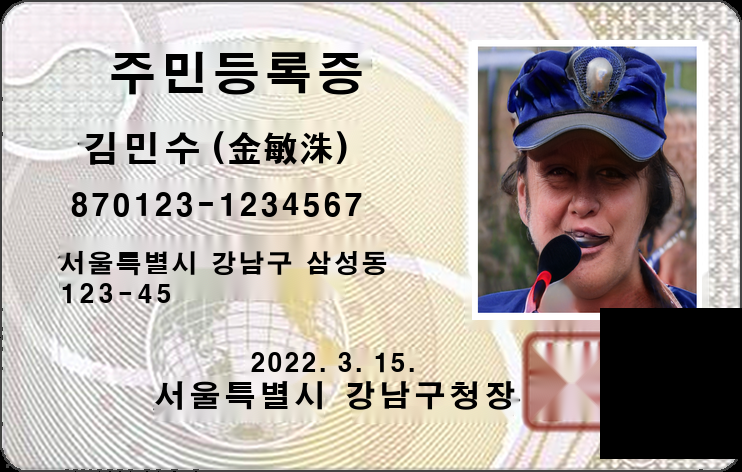 주민등록증
김민수(金敏洙)
870123-1234567
서울특별시 강남구 삼성동
123-45
2022. 3. 15.
서울특별시 강남구청장